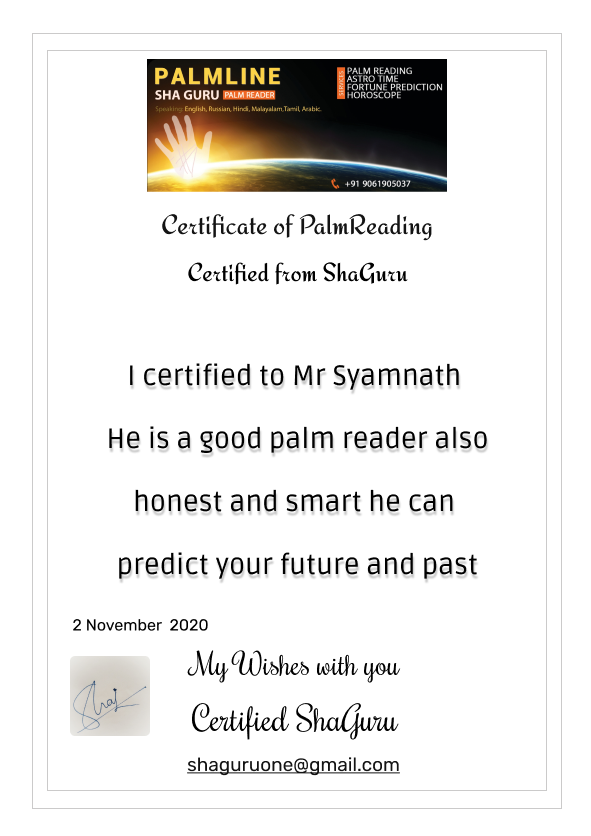 PALMLINE
SHA GURU PALM READER
Speaking: English, Russian, Hindi, Malayalam,Tamil, Arabic.
SERVICES
PALM READING
ASTRO TIME
FORTUNE PREDICTION
HOROSCOPE
+91 9061905037
Certificate of PalmReading
Certified from ShaGuru
I certified to Mr Syamnath
He is a good palm reader also
honest and smart he can
predict your future and past
2 November 2020
My Wishes with you
Certified ShaGuru
shaguruone@gmail.com